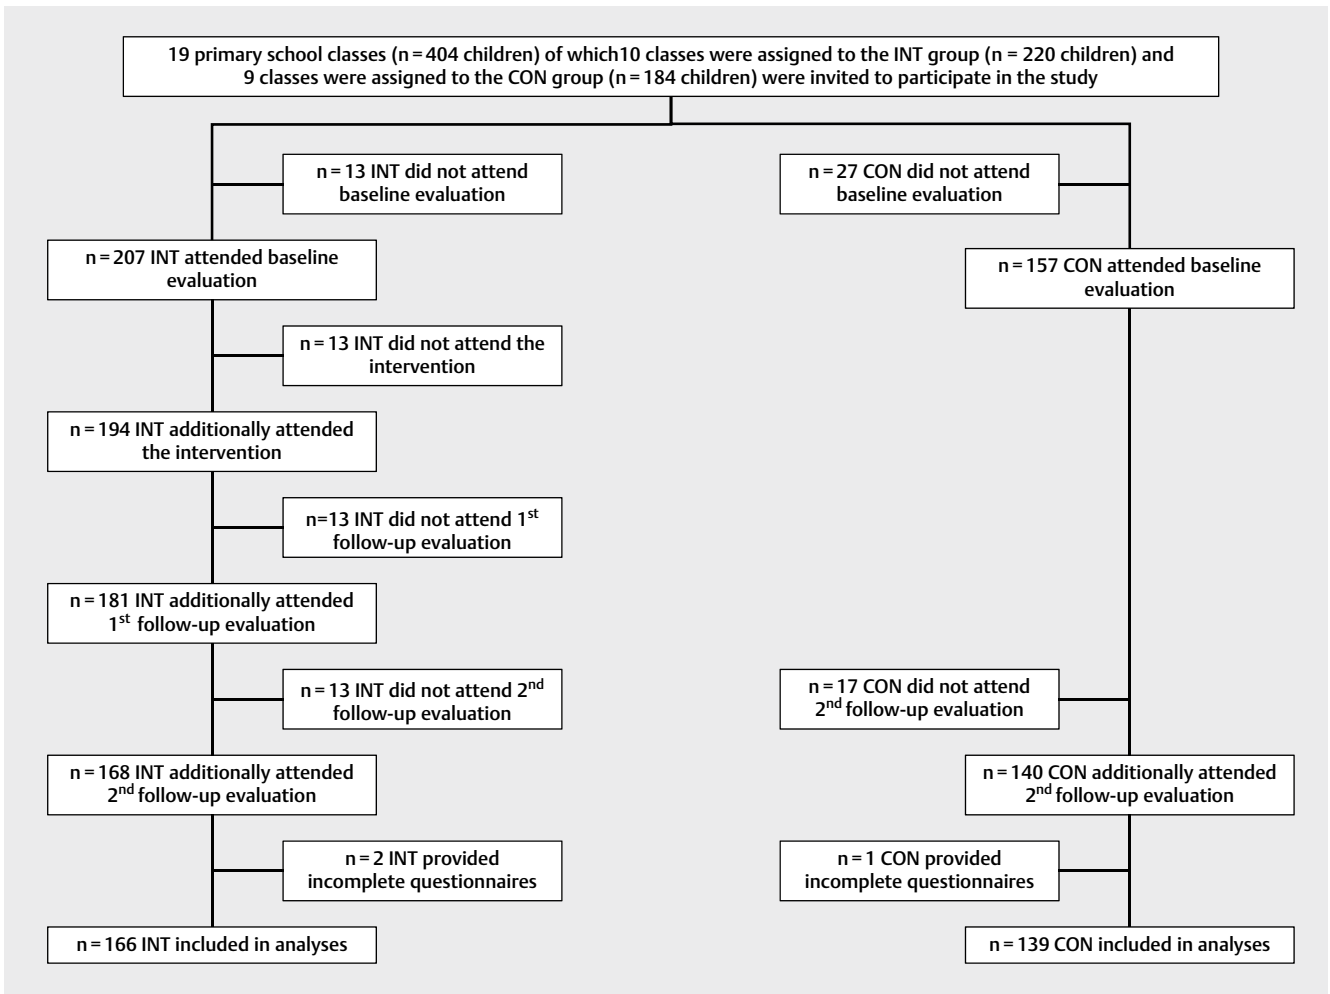 19 primary school classes (n=404 children) of which10 classes were assigned to the INT group (n = 220 children) and
9 classes were assigned to the CON group (n=184 children) were invited to participate in the study
n=13 INT did not attend
baseline evaluation
n=27 CON did not attend
baseline evaluation
n=207 INT attended baseline
evaluation
n=157 CON attended baseline
evaluation
n=13 INT did not attend the
intervention
n=194 INT additionally attended
the intervention
n=13 INT did not attend 1st
follow-up evaluation
n=181 INT additionally attended
1st follow-up evaluation
n=13 INT did not attend 2nd
follow-up evaluation
n=17 CON did not attend
2nd follow-up evaluation
n=168 INT additionally attended
2nd follow-up evaluation
n=140 CON additionally attended
2nd follow-up evaluation
n=2 INT provided
incomplete questionnaires
n=1 CON provided
incomplete questionnaires
n=166 INT included in analyses
n=139 CON included in analyses